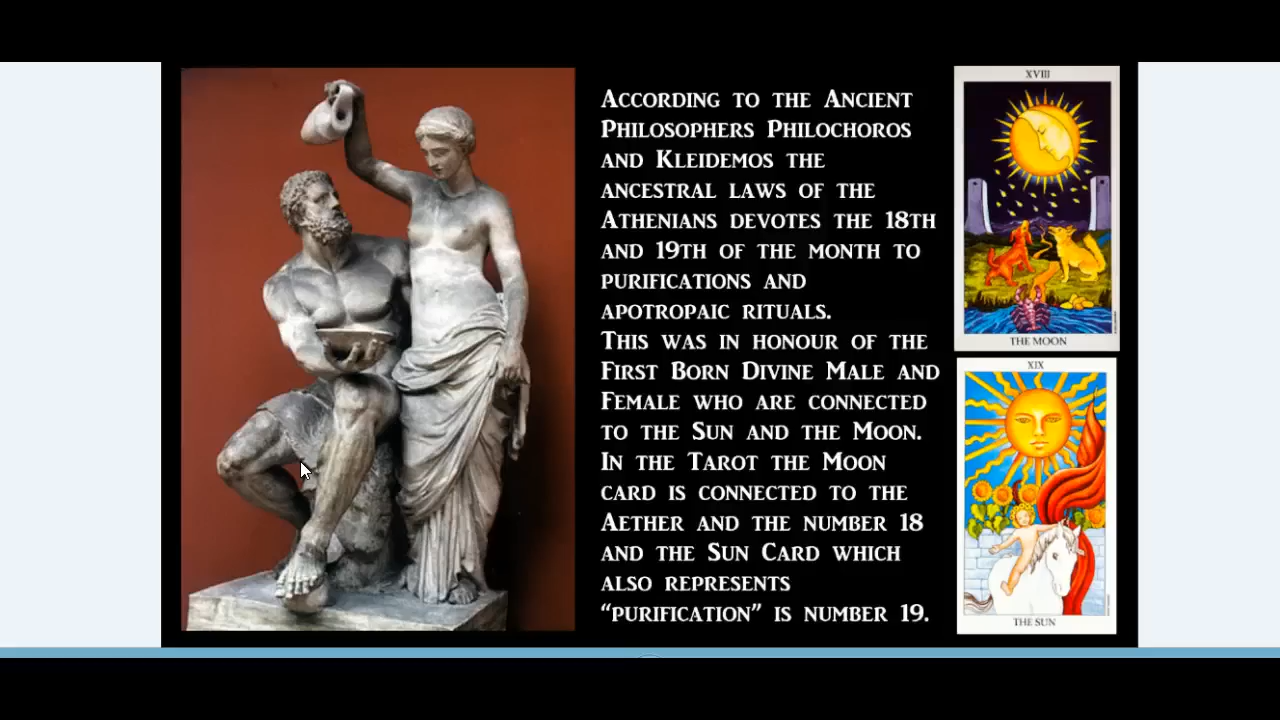 According to the Ancient
Philosophers Philochoros
and Kleidemos the
ancestral laws of the
Athenians devotes the 18th
and 19th of the month to
purifications and
apotropaic rituals.
This was in honour of the
First Born Divine Male and
Female who are connected
to the Sun and the Moon.
In the Tarot the Moon
card is connected to the
Aether and the number 18
and the Sun Card which
also represents
“purification” is number 19.
XVIII
THE MOON
XIX
THE SUN